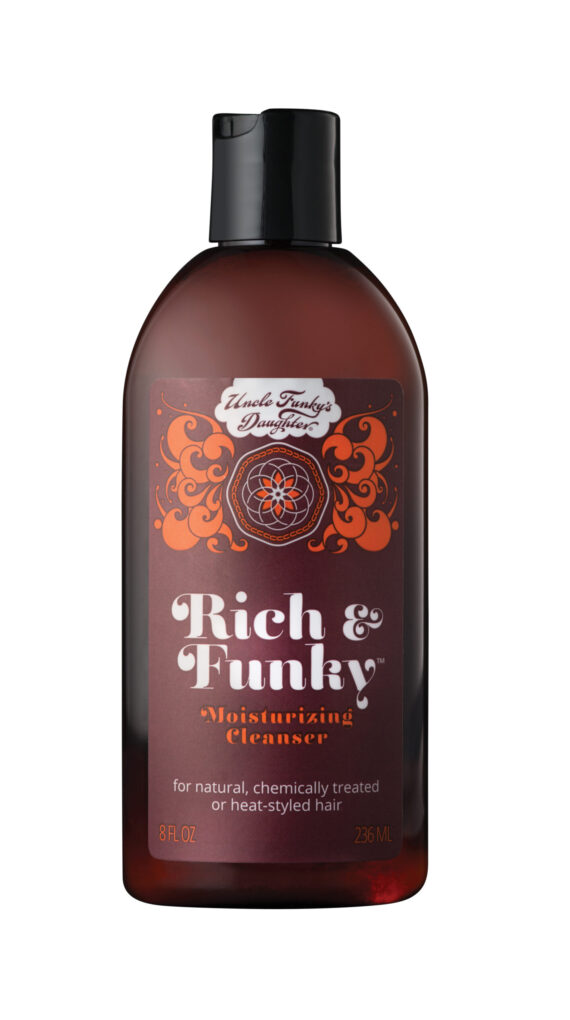 Uncle Funky's
Daughter®
Rich &
Funky™
Moisturizing
Cleanser
for natural, chemically treated
or heat-styled hair
8 FL OZ 236 ML